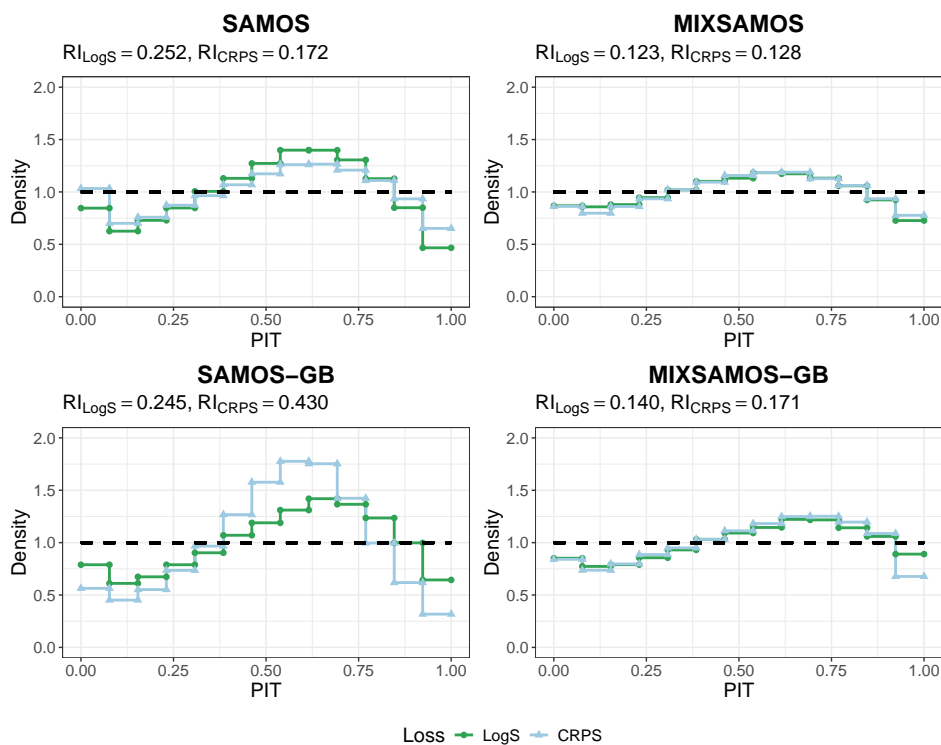 SAMOS
RI_LogS = 0.252, RI_CRPS = 0.172
Density
2.0
1.5
1.0
0.5
0.0
0.00 0.25 0.50 0.75 1.00
PIT
MIXSAMOS
RI_LogS = 0.123, RI_CRPS = 0.128
Density
2.0
1.5
1.0
0.5
0.0
0.00 0.25 0.50 0.75 1.00
PIT
SAMOS−GB
RI_LogS = 0.245, RI_CRPS = 0.430
Density
2.0
1.5
1.0
0.5
0.0
0.00 0.25 0.50 0.75 1.00
PIT
MIXSAMOS−GB
RI_LogS = 0.140, RI_CRPS = 0.171
Density
2.0
1.5
1.0
0.5
0.0
0.00 0.25 0.50 0.75 1.00
PIT
Loss LogS CRPS